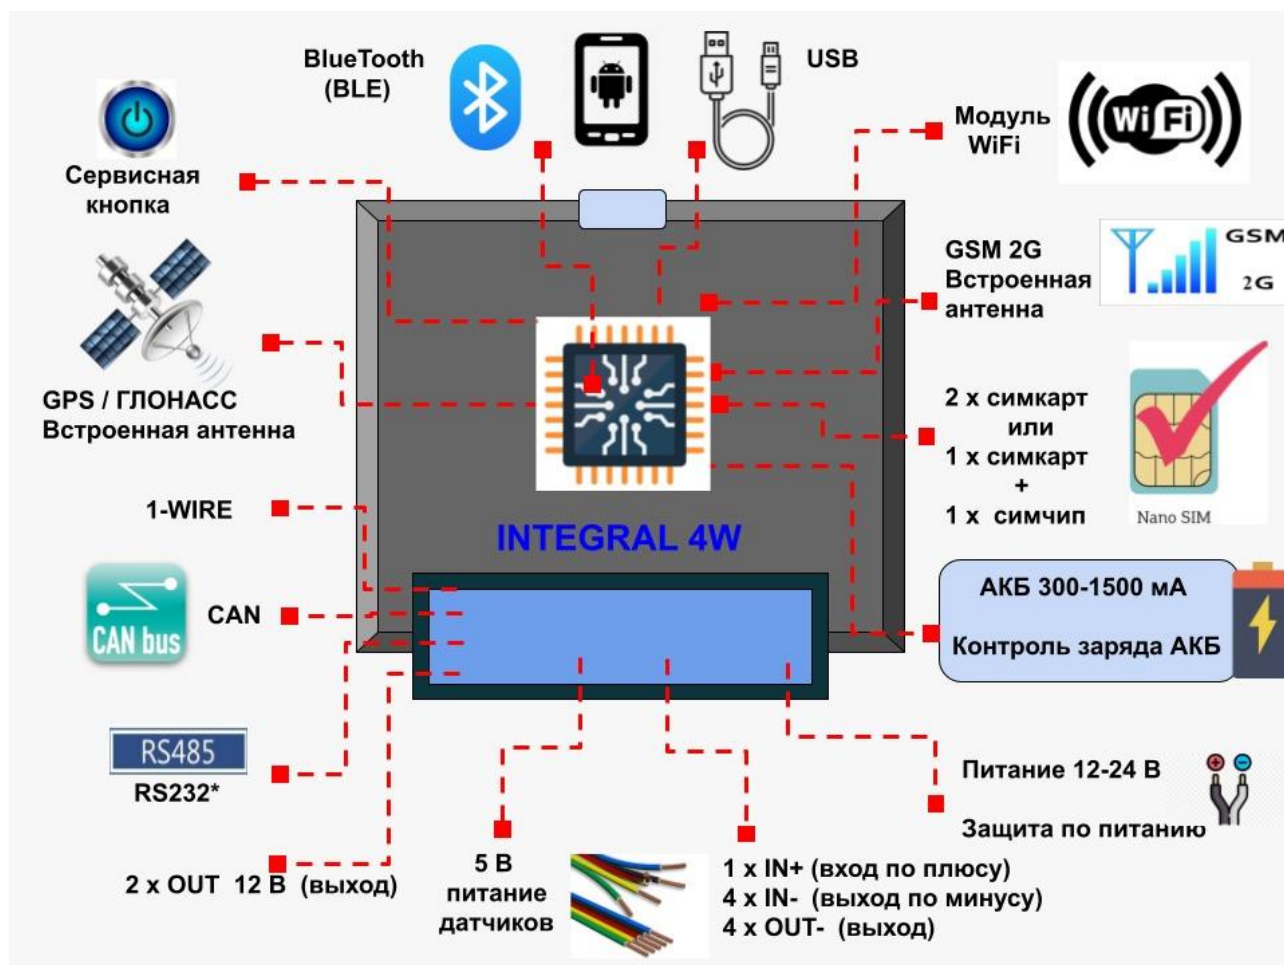 BlueTooth
(BLE)
USB
Модуль
WiFi
Wi Fi
Сервисная
кнопка
GSM 2G
Встроенная
антенна
GSM
2G
GPS / ГЛОНАСС
Встроенная антенна
2 x симкарт
или
1 x симкарт
+
1 x симчип
Nano SIM
1-WIRE
INTEGRAL 4W
CAN bus
CAN
АКБ 300-1500 мА
Контроль заряда АКБ
RS485
RS232*
Питание 12-24 В
Защита по питанию
2 x OUT 12 В (выход)
5 В
питание
датчиков
1 x IN+ (вход по плюсу)
4 x IN- (выход по минусу)
4 x OUT- (выход)